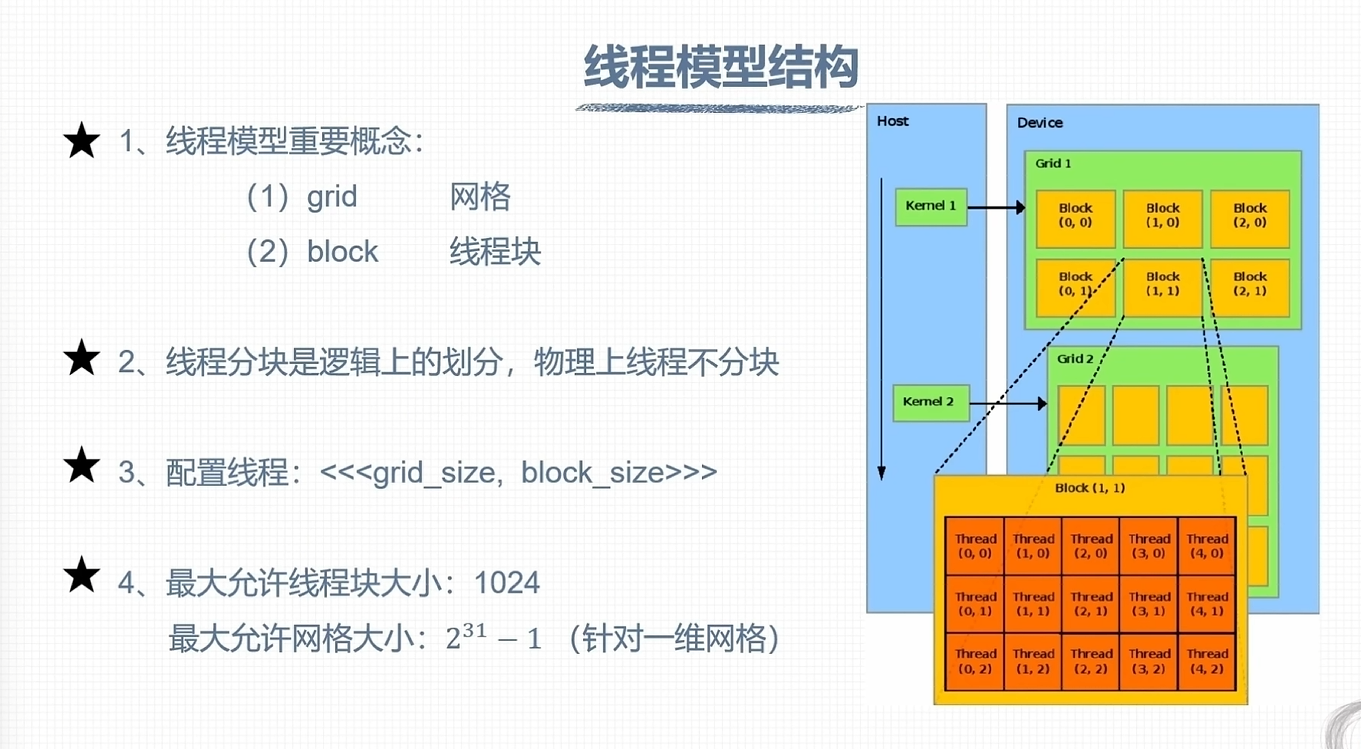 线程模型结构
1、线程模型重要概念：
（1）grid 网格
（2）block 线程块
2、线程分块是逻辑上的划分，物理上线程不分块
3、配置线程：<<<grid_size, block_size>>>
4、最大允许线程块大小：1024
最大允许网格大小：2³¹ − 1 （针对一维网格）
Host
Device
Grid 1
Kernel 1
Block Block Block
(0, 0) (1, 0) (2, 0)
Block Block Block
(0, 1) (1, 1) (2, 1)
Grid 2
Kernel 2
Block (1, 1)
Thread Thread Thread Thread Thread
(0, 0) (1, 0) (2, 0) (3, 0) (4, 0)
Thread Thread Thread Thread Thread
(0, 1) (1, 1) (2, 1) (3, 1) (4, 1)
Thread Thread Thread Thread Thread
(0, 2) (1, 2) (2, 2) (3, 2) (4, 2)